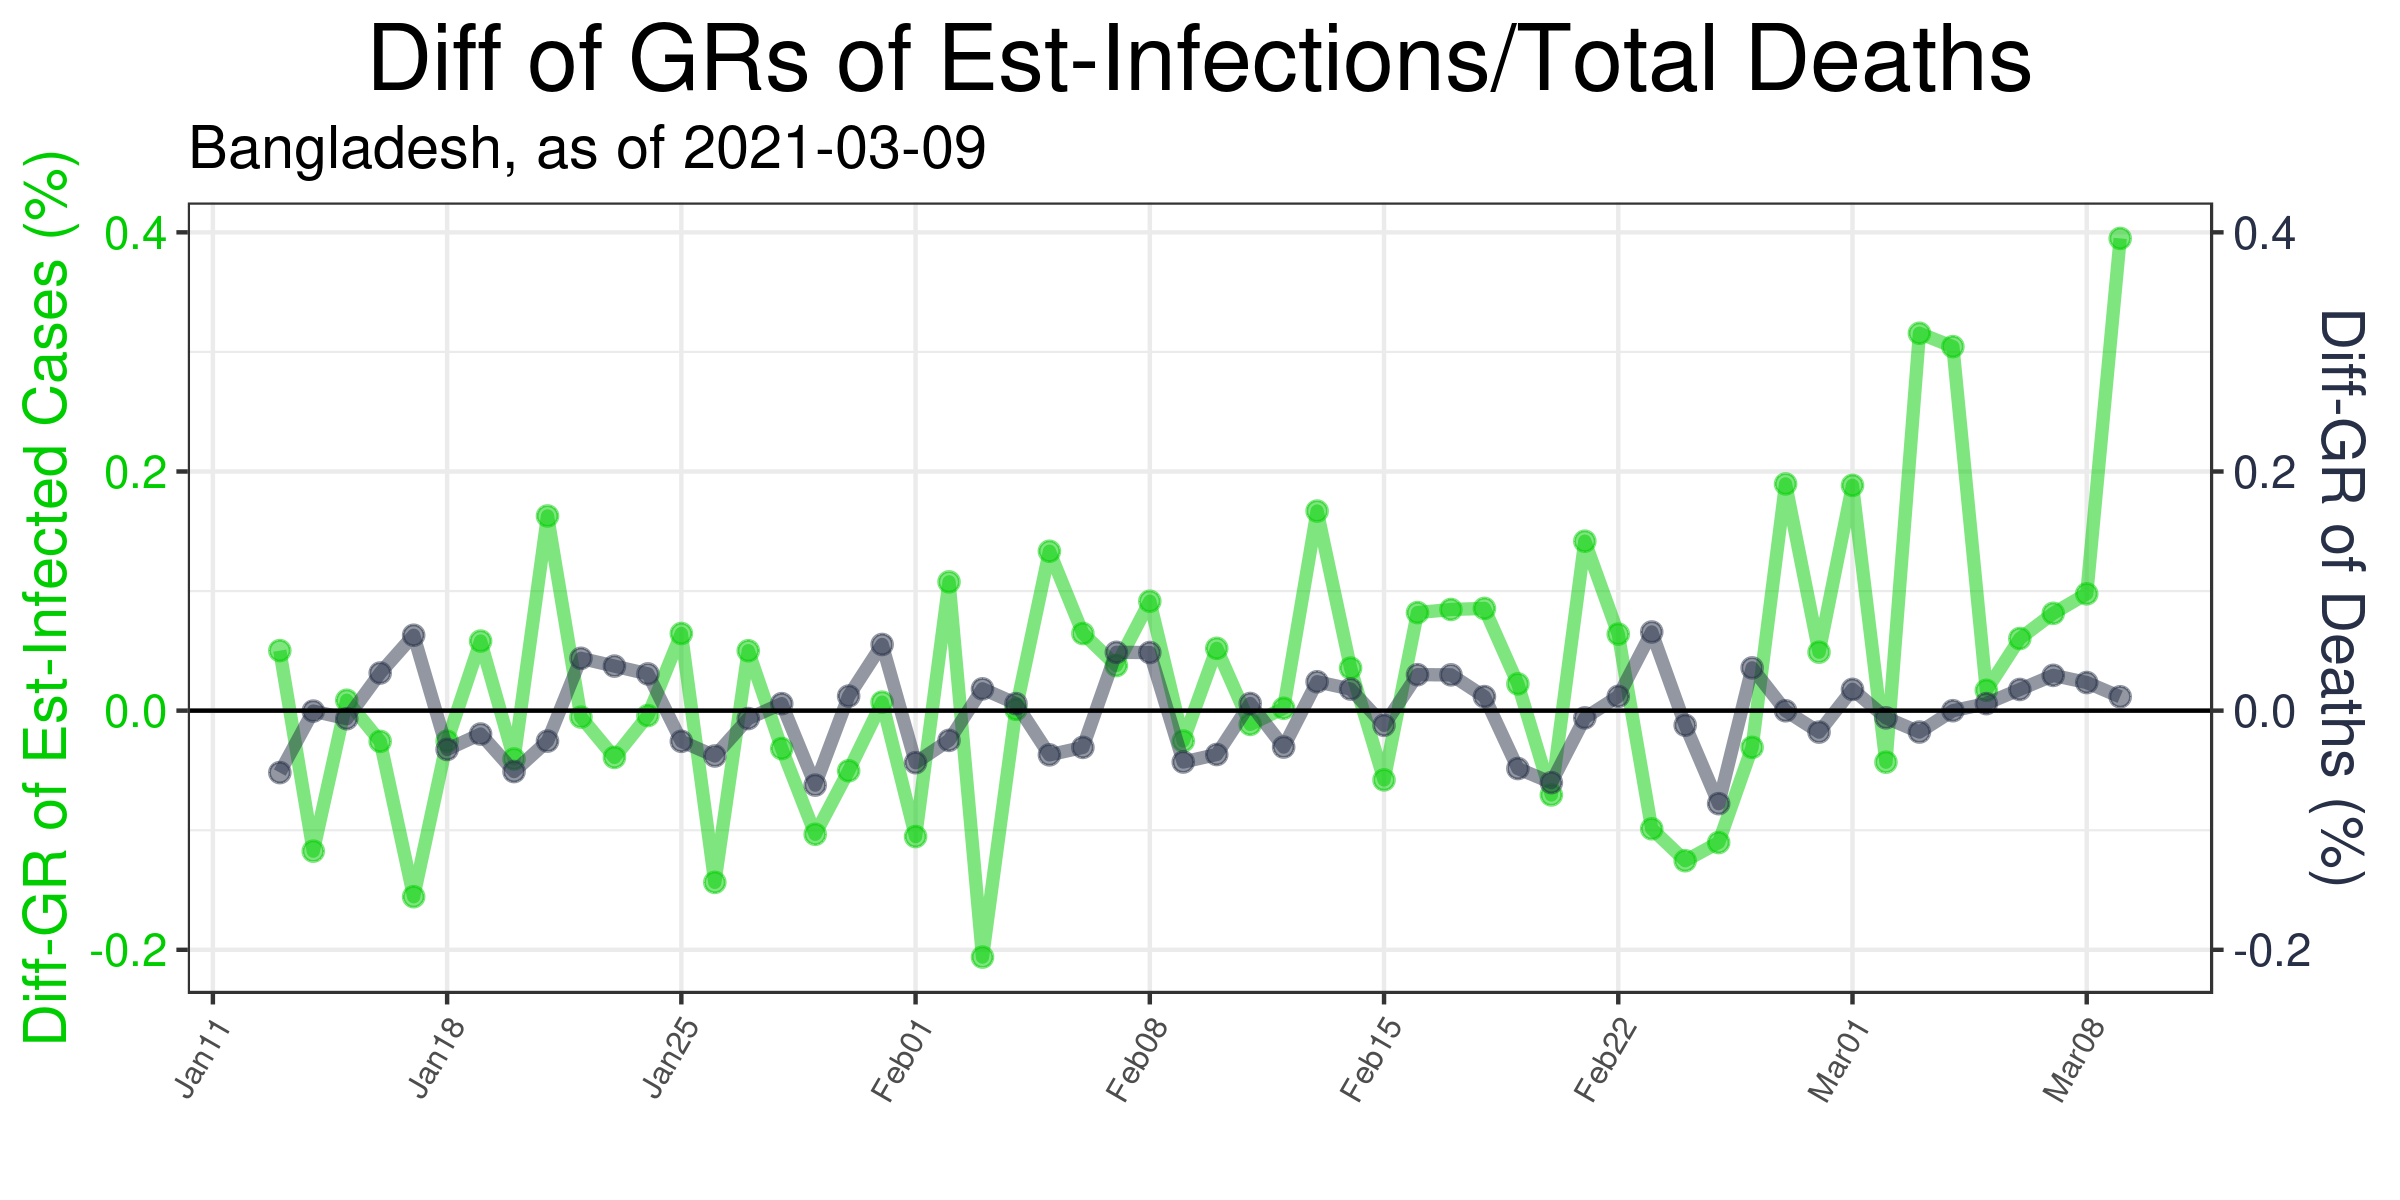 Diff of GRs of Est-Infections/Total Deaths
Bangladesh, as of 2021-03-09
Diff-GR of Est-Infected Cases (%)
0.4
0.2
0.0
-0.2
0.4
0.2
0.0
-0.2
Diff-GR of Deaths (%)
Jan11
Jan18
Jan25
Feb01
Feb08
Feb15
Feb22
Mar01
Mar08